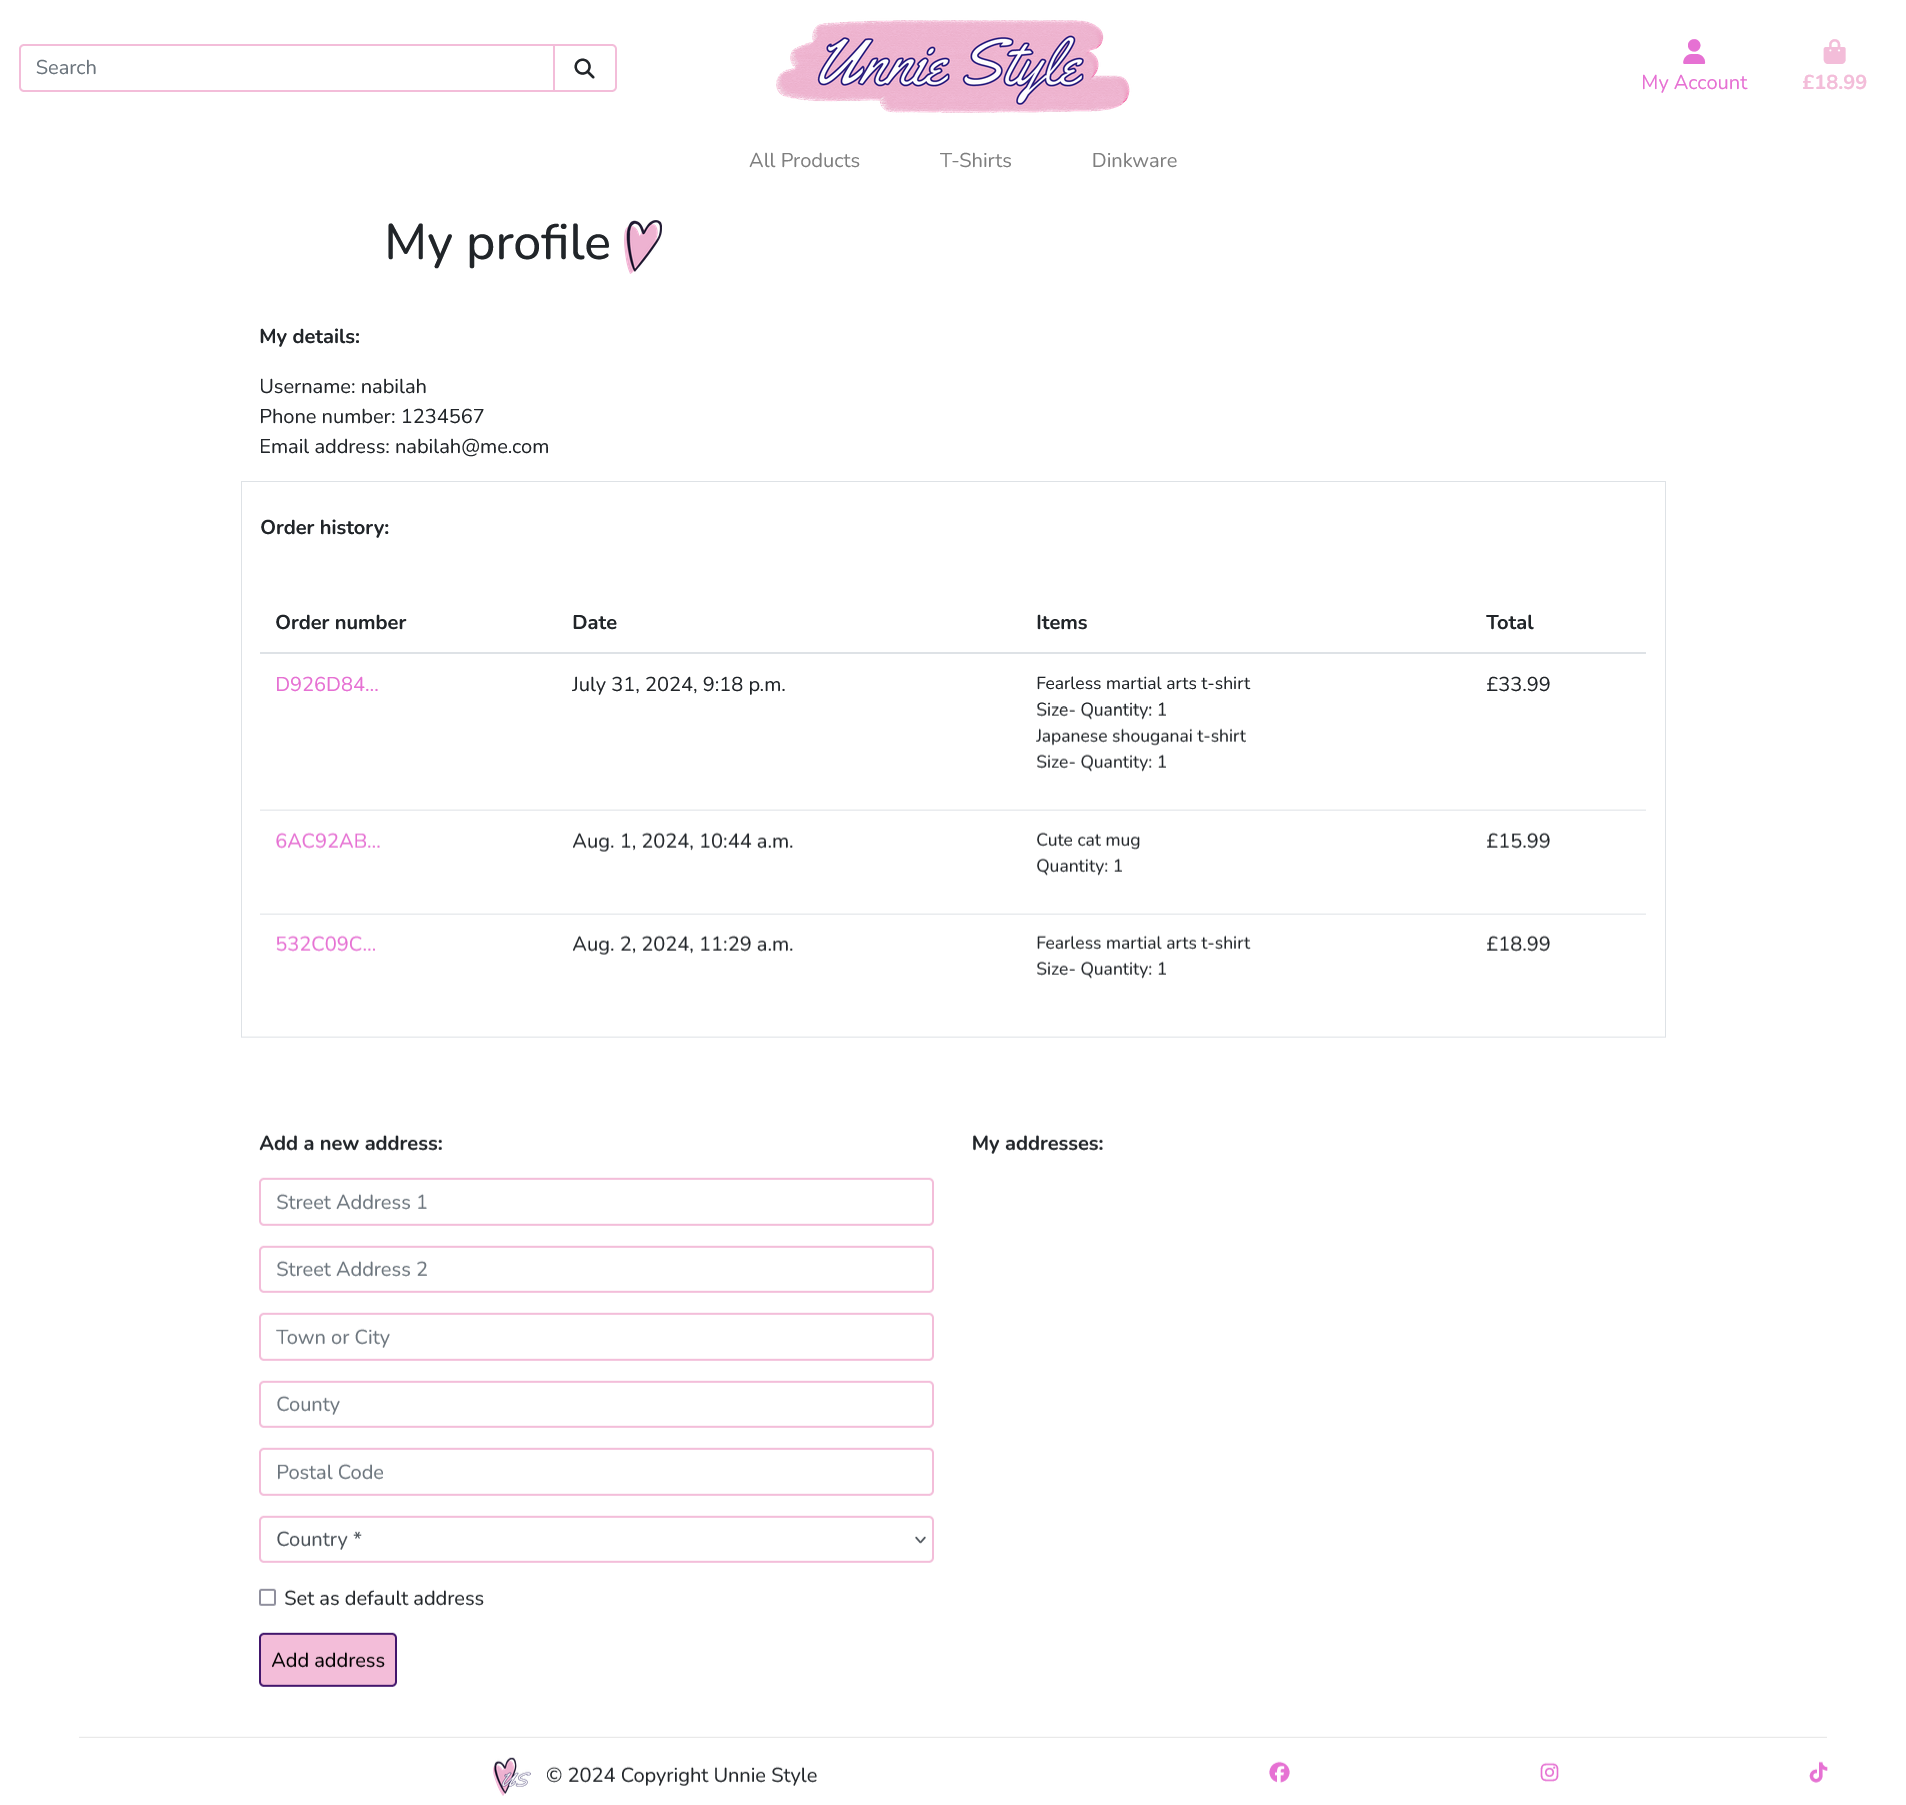 Search
Unnie Style
My Account
£18.99
All Products
T-Shirts
Dinkware
My profile
My details:
Username: nabilah
Phone number: 1234567
Email address: nabilah@me.com
Order history:
Order number Date Items Total
D926D84... July 31, 2024, 9:18 p.m. Fearless martial arts t-shirt £33.99
Size- Quantity: 1
Japanese shouganai t-shirt
Size- Quantity: 1
6AC92AB... Aug. 1, 2024, 10:44 a.m. Cute cat mug £15.99
Quantity: 1
532C09C... Aug. 2, 2024, 11:29 a.m. Fearless martial arts t-shirt £18.99
Size- Quantity: 1
Add a new address:
Street Address 1
Street Address 2
Town or City
County
Postal Code
Country *
Set as default address
Add address
My addresses:
US
© 2024 Copyright Unnie Style